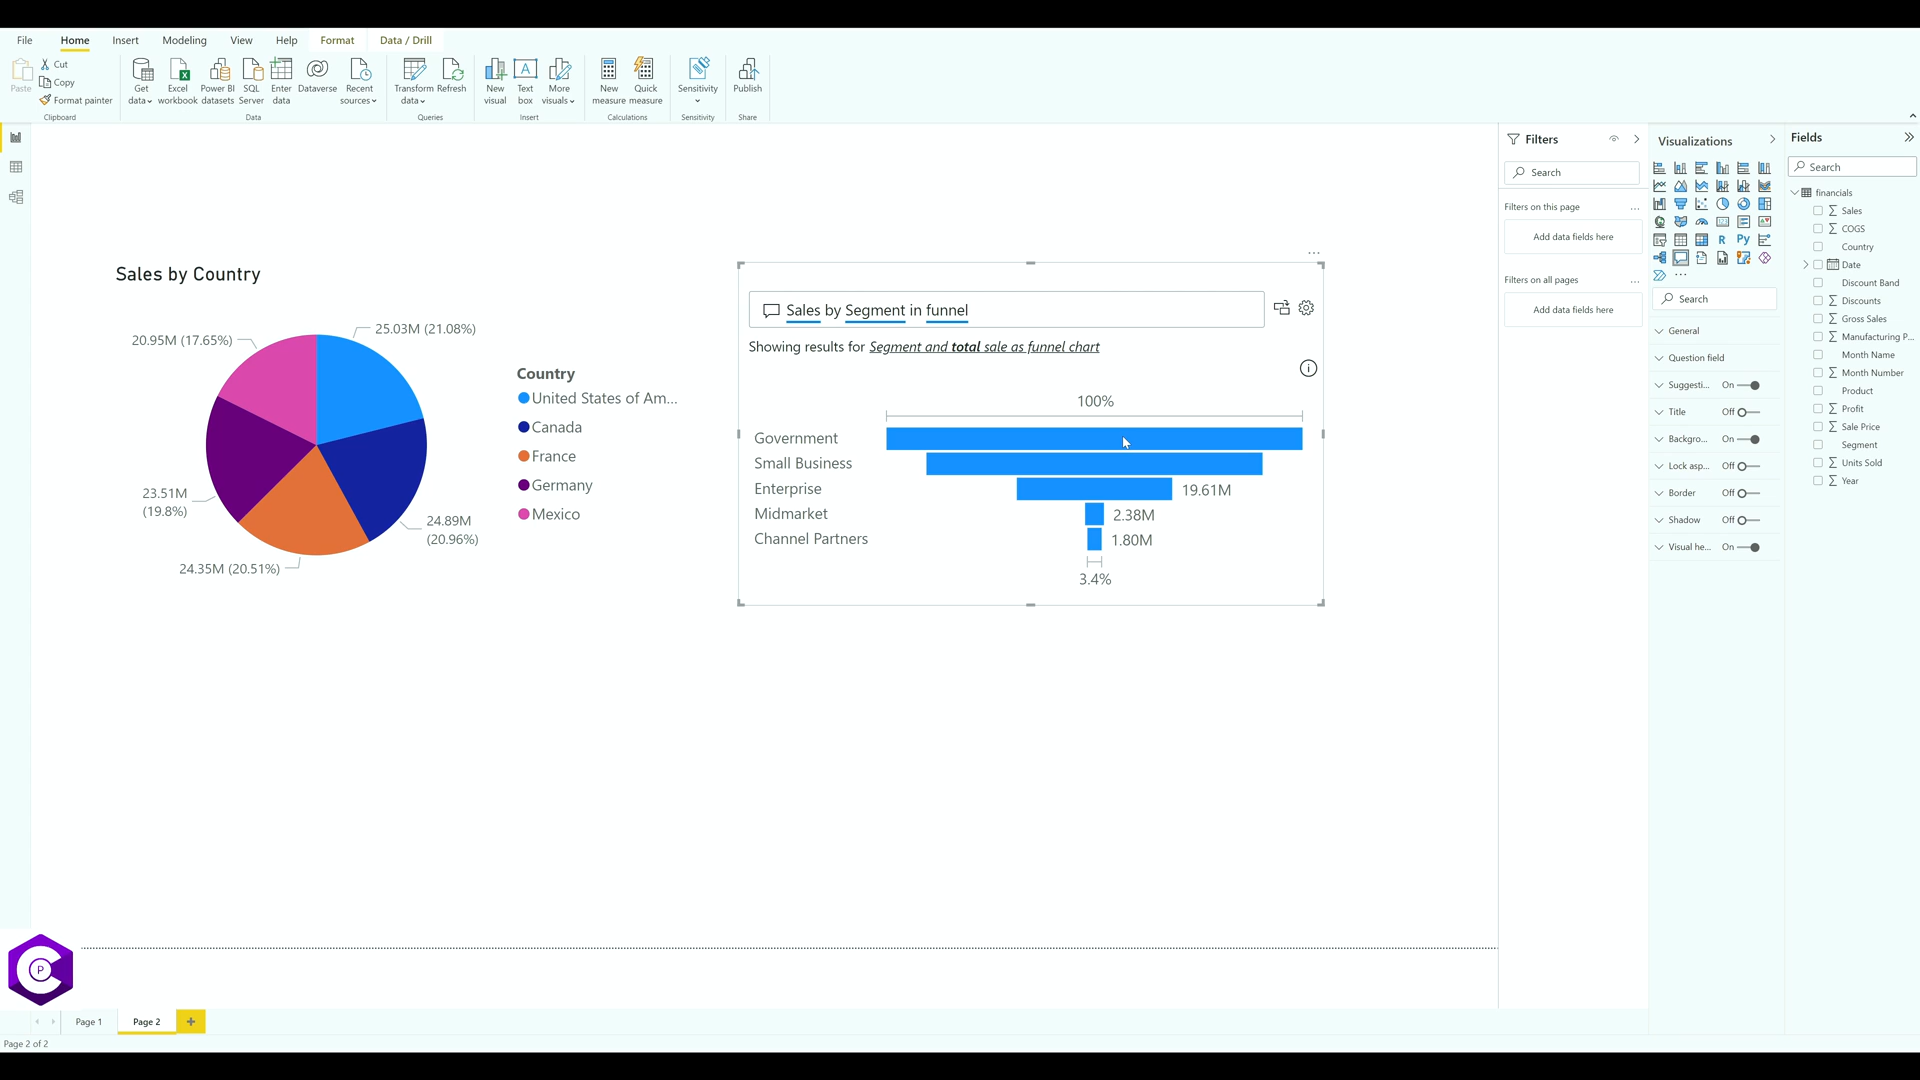 File Home Insert Modeling View Help Format Data / Drill
Paste
Cut
Copy
Format painter
Clipboard
Get data
Excel workbook
Power BI datasets
SQL Server
Enter data
Dataverse
Recent sources
Data
Transform data
Refresh
Queries
New visual
Text box
More visuals
Insert
New measure
Quick measure
Calculations
Sensitivity
Sensitivity
Publish
Share
Sales by Country
25.03M (21.08%)
20.95M (17.65%)
23.51M
(19.8%)
24.89M
(20.96%)
24.35M (20.51%)
Country
United States of Am...
Canada
France
Germany
Mexico
...
Sales by Segment in funnel
Showing results for Segment and total sale as funnel chart
100%
Government
Small Business
Enterprise 19.61M
Midmarket 2.38M
Channel Partners 1.80M
3.4%
Filters
Search
Filters on this page ...
Add data fields here
Filters on all pages ...
Add data fields here
Visualizations
R Py
...
Search
General
Question field
Suggesti... On
Title Off
Backgro... On
Lock asp... Off
Border Off
Shadow Off
Visual he... On
Fields
Search
financials
Sales
COGS
Country
Date
Discount Band
Discounts
Gross Sales
Manufacturing P...
Month Name
Month Number
Product
Profit
Sale Price
Segment
Units Sold
Year
C P
Page 1 Page 2 +
Page 2 of 2